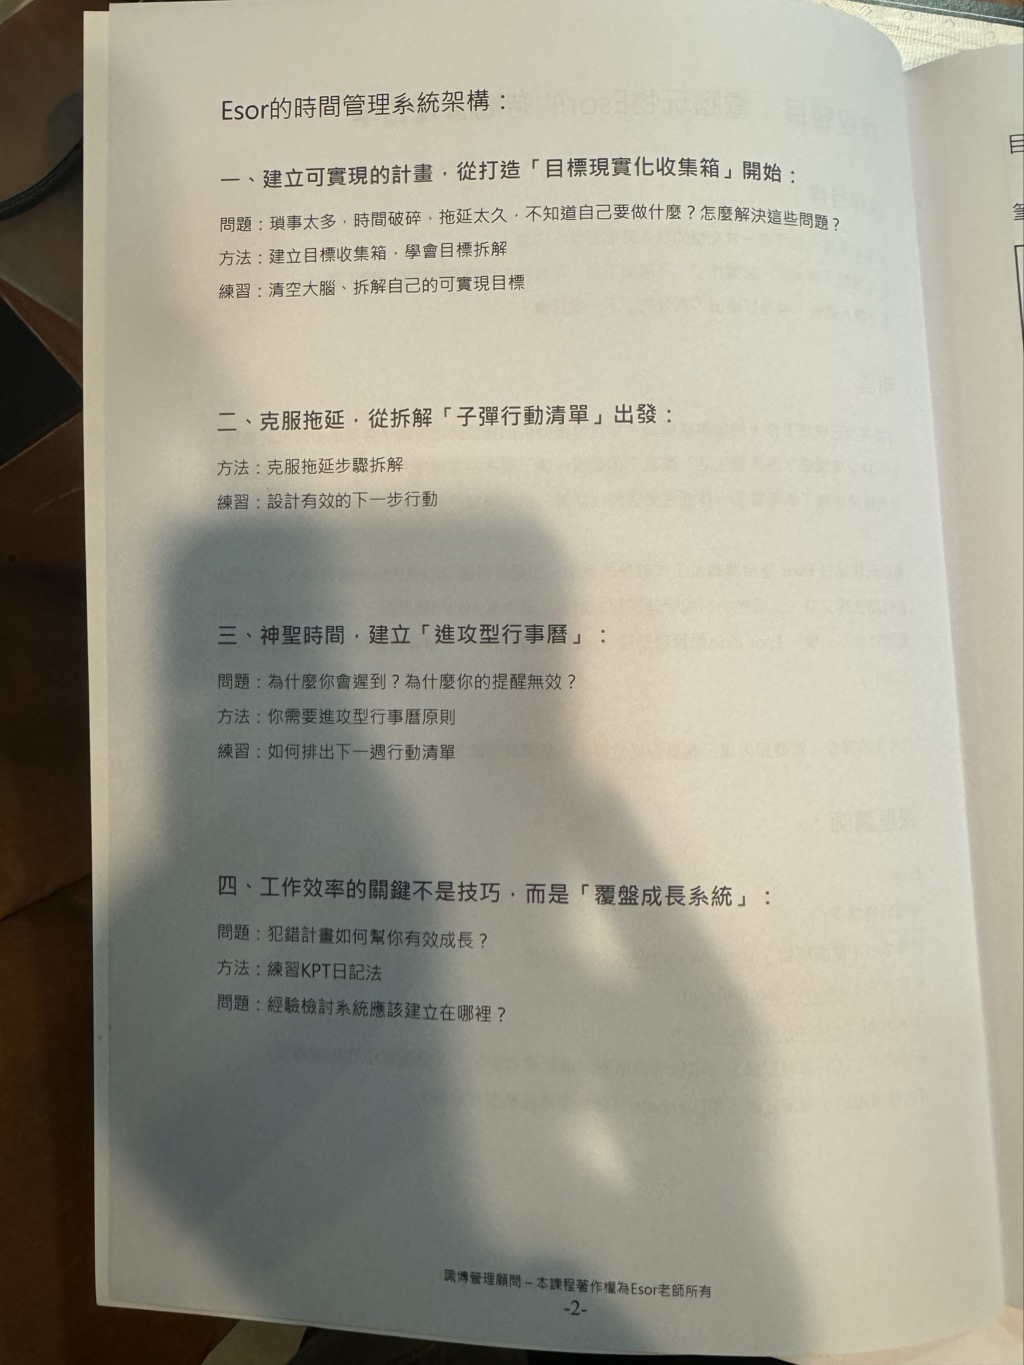 Esor的時間管理系統架構：
一、建立可實現的計畫，從打造「目標現實化收集箱」開始：
問題：瑣事太多，時間破碎，拖延太久，不知道自己要做什麼？怎麼解決這些問題？
方法：建立目標收集箱，學會目標拆解
練習：清空大腦、拆解自己的可實現目標
二、克服拖延，從拆解「子彈行動清單」出發：
方法：克服拖延步驟拆解
練習：設計有效的下一步行動
三、神聖時間，建立「進攻型行事曆」：
問題：為什麼你會遲到？為什麼你的提醒無效？
方法：你需要進攻型行事曆原則
練習：如何排出下一週行動清單
四、工作效率的關鍵不是技巧，而是「覆盤成長系統」：
問題：犯錯計畫如何幫你有效成長？
方法：練習KPT日記法
問題：經驗檢討系統應該建立在哪裡？
識博管理顧問–本課程著作權為Esor老師所有
-2-
目